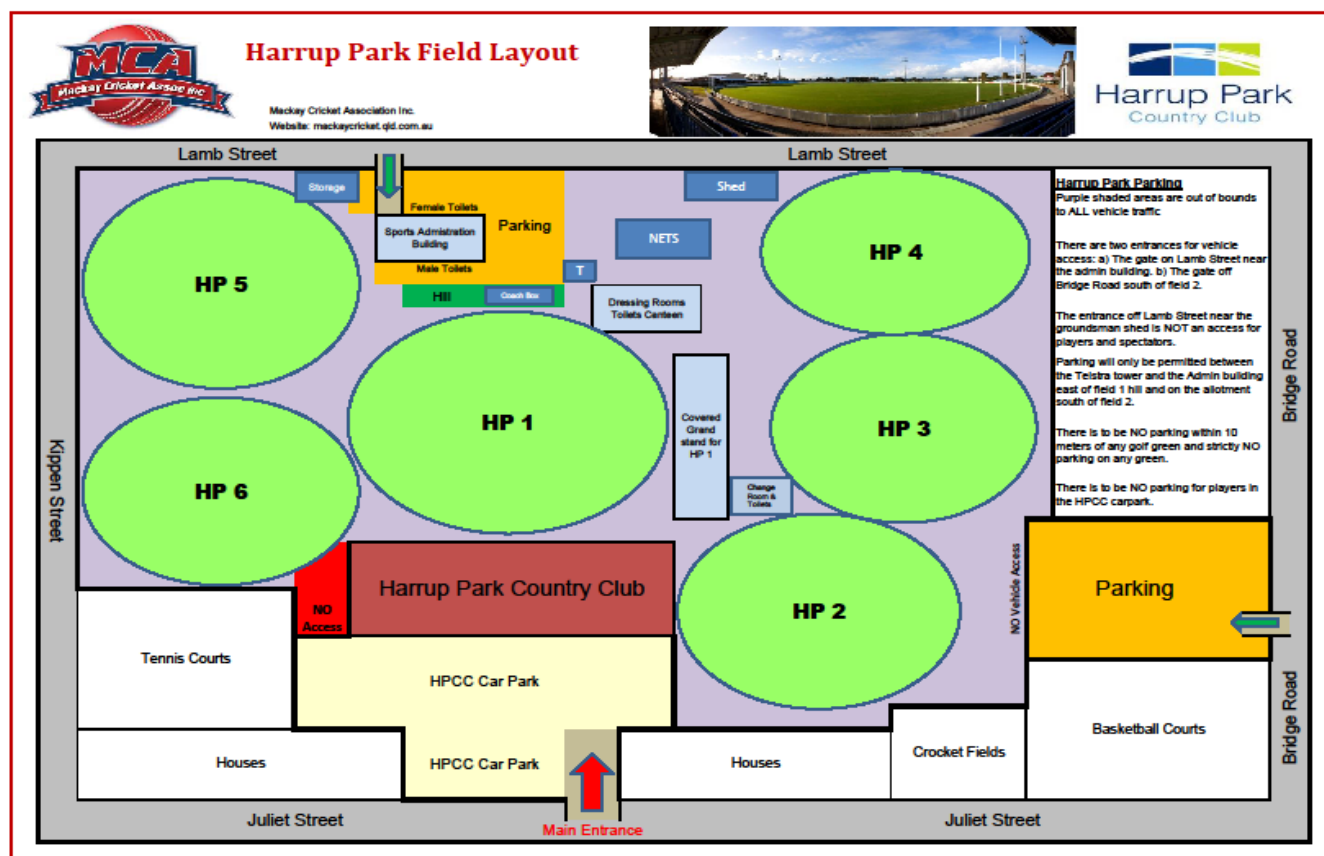 MCA
Mackay Cricket Assoc Inc
Harrup Park Field Layout
Mackay Cricket Association Inc.
Website: mackaycricket.qld.com.au
Harrup Park
Country Club
Lamb Street
Lamb Street
Storage
Female Toilets
Sports Admistration
Building
Parking
Male Toilets
Hill
Coach Box
T
Shed
NETS
Dressing Rooms
Toilets Canteen
HP 5
HP 4
HP 1
HP 3
HP 6
HP 2
Covered
Grand
stand for
HP 1
Change
Room &
Toilets
Harrup Park Parking
Purple shaded areas are out of bounds
to ALL vehicle traffic
There are two entrances for vehicle
access: a) The gate on Lamb Street near
the admin building. b) The gate off
Bridge Road south of field 2.
The entrance off Lamb Street near the
groundsman shed is NOT an access for
players and spectators.
Parking will only be permitted between
the Telstra tower and the Admin building
east of field 1 hill and on the allotment
south of field 2.
There is to be NO parking within 10
meters of any golf green and strictly NO
parking on any green.
There is to be NO parking for players in
the HPCC carpark.
Kippen Street
Bridge Road
NO
Access
Harrup Park Country Club
NO Vehicle Access
Parking
Tennis Courts
HPCC Car Park
Basketball Courts
Bridge Road
Houses
HPCC Car Park
Houses
Crocket Fields
Juliet Street
Main Entrance
Juliet Street